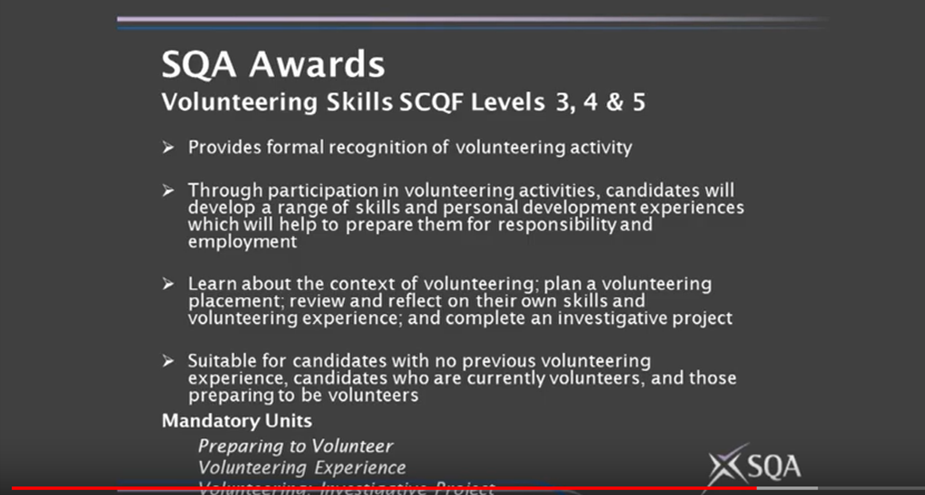 SQA Awards
Volunteering Skills SCQF Levels 3, 4 & 5
➢ Provides formal recognition of volunteering activity
➢ Through participation in volunteering activities, candidates will
develop a range of skills and personal development experiences
which will help to prepare them for responsibility and
employment
➢ Learn about the context of volunteering; plan a volunteering
placement; review and reflect on their own skills and
volunteering experience; and complete an investigative project
➢ Suitable for candidates with no previous volunteering
experience, candidates who are currently volunteers, and those
preparing to be volunteers
Mandatory Units
Preparing to Volunteer
Volunteering Experience
Volunteering: Investigative Project
SQA